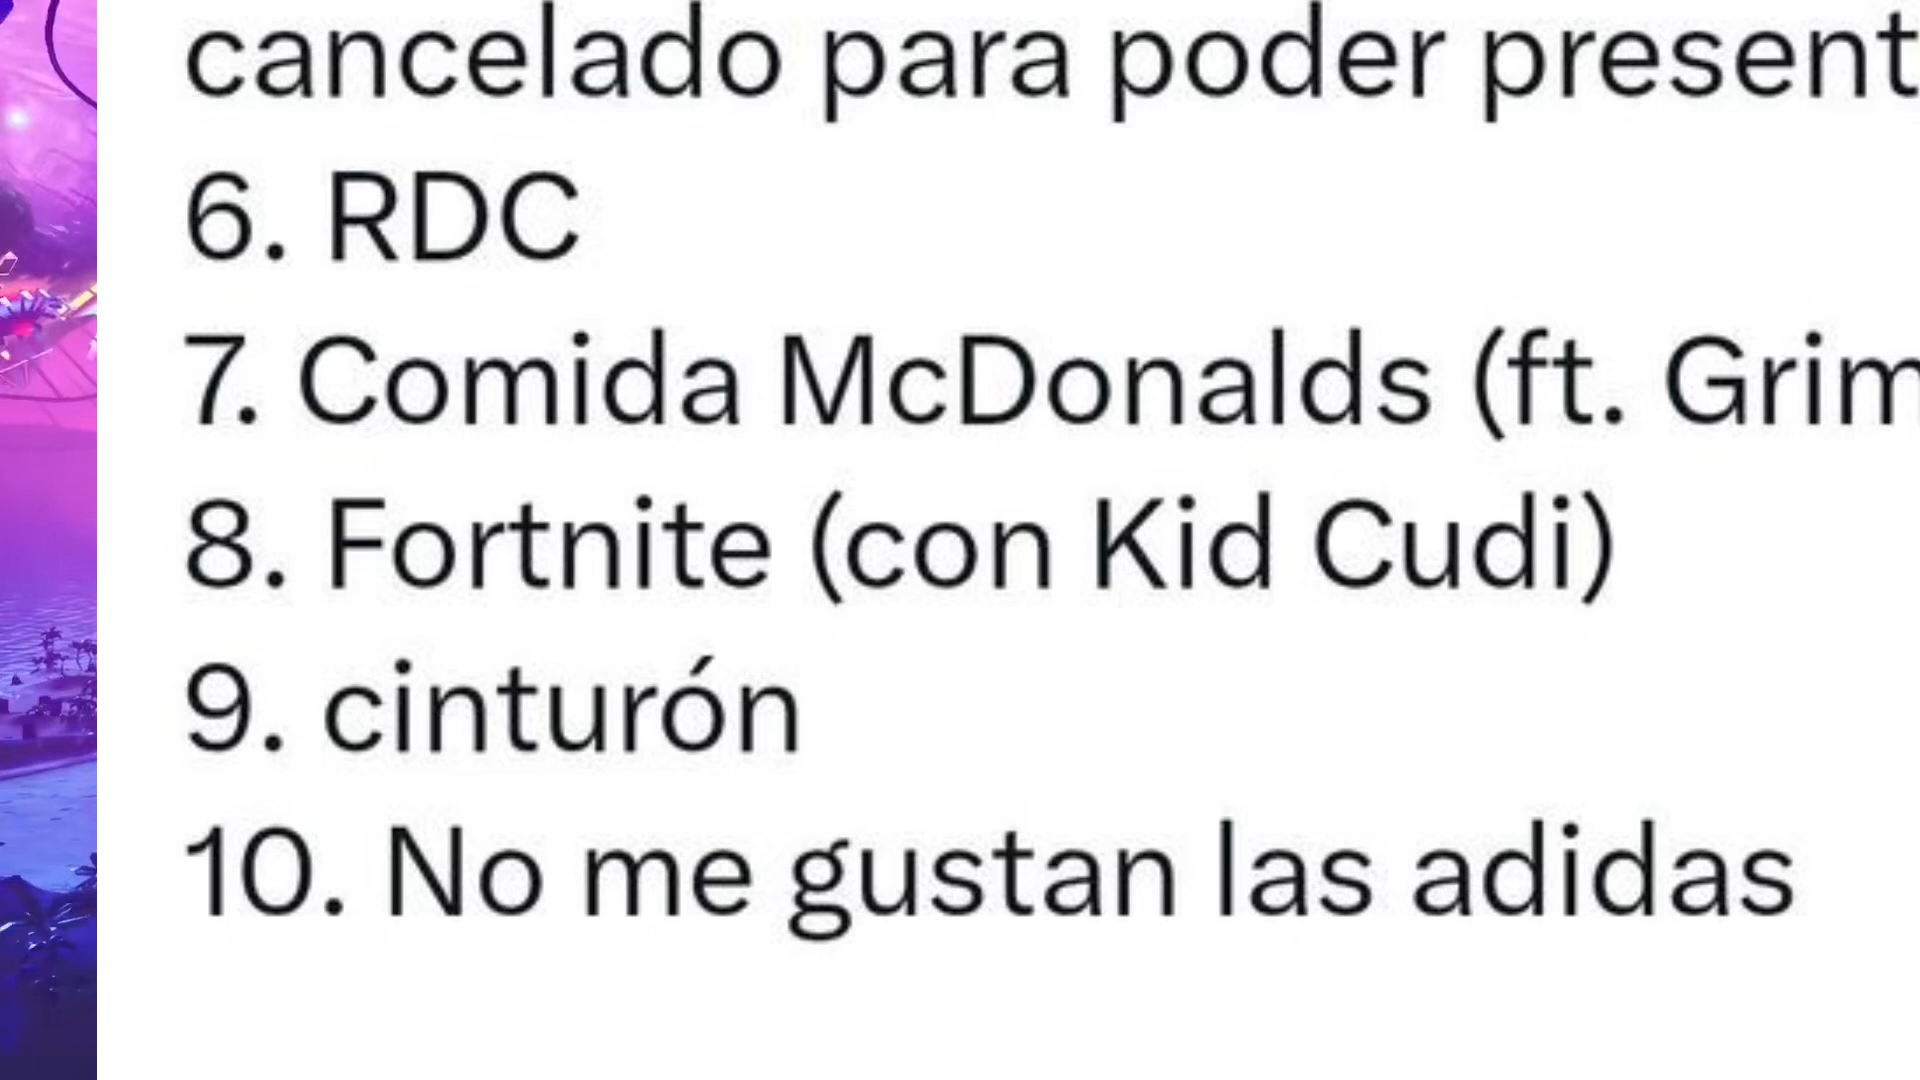 cancelado para poder present
6. RDC
7. Comida McDonalds (ft. Grim
8. Fortnite (con Kid Cudi)
9. cinturón
10. No me gustan las adidas